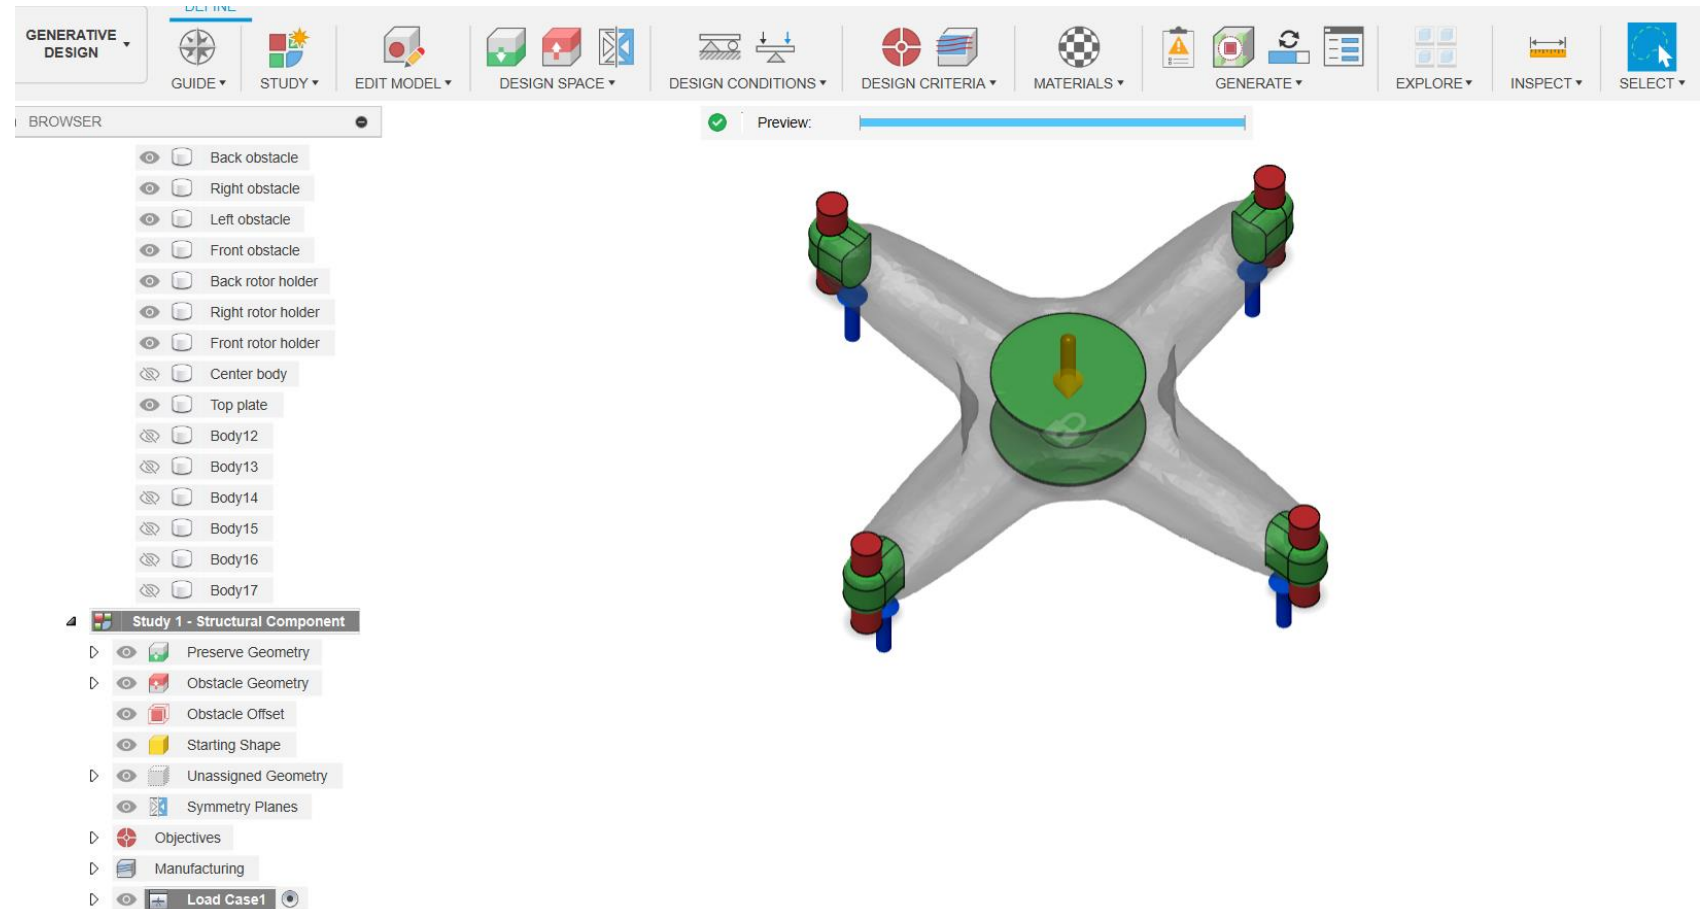 DEFINE
GENERATIVE DESIGN
GUIDE
STUDY
EDIT MODEL
DESIGN SPACE
DESIGN CONDITIONS
DESIGN CRITERIA
MATERIALS
GENERATE
EXPLORE
INSPECT
SELECT
BROWSER
Preview:
Back obstacle
Right obstacle
Left obstacle
Front obstacle
Back rotor holder
Right rotor holder
Front rotor holder
Center body
Top plate
Body12
Body13
Body14
Body15
Body16
Body17
Study 1 - Structural Component
Preserve Geometry
Obstacle Geometry
Obstacle Offset
Starting Shape
Unassigned Geometry
Symmetry Planes
Objectives
Manufacturing
Load Case1